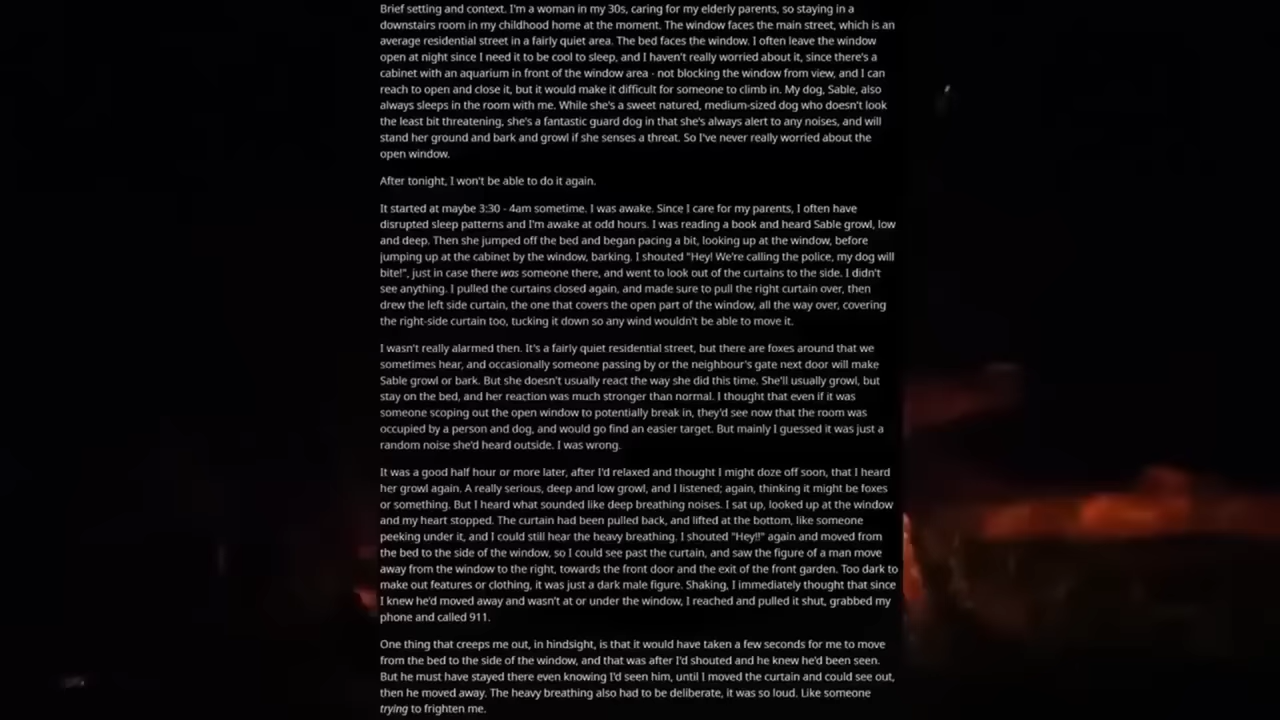 Brief setting and context. I'm a woman in my 30s, caring for my elderly parents, so staying in a
downstairs room in my childhood home at the moment. The window faces the main street, which is an
average residential street in a fairly quiet area. The bed faces the window. I often leave the window
open at night since I need it to be cool to sleep, and I haven't really worried about it, since there's a
cabinet with an aquarium in front of the window area - not blocking the window from view, and I can
reach to open and close it, but it would make it difficult for someone to climb in. My dog, Sable, also
always sleeps in the room with me. While she's a sweet natured, medium-sized dog who doesn't look
the least bit threatening, she's a fantastic guard dog in that she's always alert to any noises, and will
stand her ground and bark and growl if she senses a threat. So I've never really worried about the
open window.
After tonight, I won't be able to do it again.
It started at maybe 3:30 - 4am sometime. I was awake. Since I care for my parents, I often have
disrupted sleep patterns and I'm awake at odd hours. I was reading a book and heard Sable growl, low
and deep. Then she jumped off the bed and began pacing a bit, looking up at the window, before
jumping up at the cabinet by the window, barking. I shouted "Hey! We're calling the police, my dog will
bite!", just in case there was someone there, and went to look out of the curtains to the side. I didn't
see anything. I pulled the curtains closed again, and made sure to pull the right curtain over, then
drew the left side curtain, the one that covers the open part of the window, all the way over, covering
the right-side curtain too, tucking it down so any wind wouldn't be able to move it.
I wasn't really alarmed then. It's a fairly quiet residential street, but there are foxes around that we
sometimes hear, and occasionally someone passing by or the neighbour's gate next door will make
Sable growl or bark. But she doesn't usually react the way she did this time. She'll usually growl, but
stay on the bed, and her reaction was much stronger than normal. I thought that even if it was
someone scoping out the open window to potentially break in, they'd see now that the room was
occupied by a person and dog, and would go find an easier target. But mainly I guessed it was just a
random noise she'd heard outside. I was wrong.
It was a good half hour or more later, after I'd relaxed and thought I might doze off soon, that I heard
her growl again. A really serious, deep and low growl, and I listened; again, thinking it might be foxes
or something. But I heard what sounded like deep breathing noises. I sat up, looked up at the window
and my heart stopped. The curtain had been pulled back, and lifted at the bottom, like someone
peeking under it, and I could still hear the heavy breathing. I shouted "Hey!!" again and moved from
the bed to the side of the window, so I could see past the curtain, and saw the figure of a man move
away from the window to the right, towards the front door and the exit of the front garden. Too dark to
make out features or clothing, it was just a dark male figure. Shaking, I immediately thought that since
I knew he'd moved away and wasn't at or under the window, I reached and pulled it shut, grabbed my
phone and called 911.
One thing that creeps me out, in hindsight, is that it would have taken a few seconds for me to move
from the bed to the side of the window, and that was after I'd shouted and he knew he'd been seen.
But he must have stayed there even knowing I'd seen him, until I moved the curtain and could see out,
then he moved away. The heavy breathing also had to be deliberate, it was so loud. Like someone
trying to frighten me.